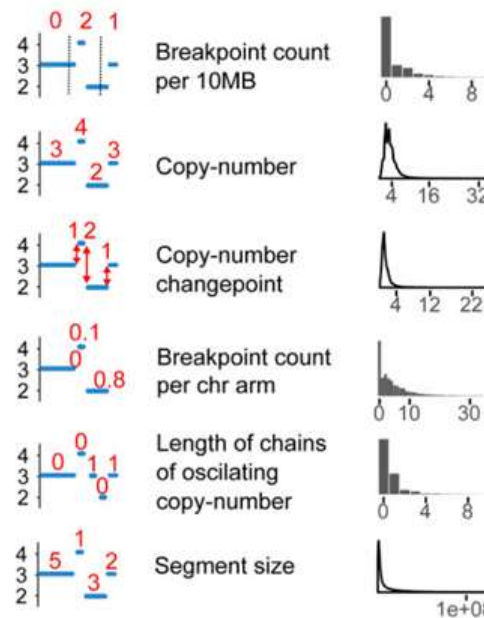 0 2 1
4
3
2
Breakpoint count
per 10MB
0 4 8
4
3 4 2 3
3
2
Copy-number
4 16 32
1 2 1
4
3
2
Copy-number
changepoint
4 12 22
0.1
4
0
3
0.8
2
Breakpoint count
per chr arm
0 10 30
0
4
0 1 0 1
3
2
Length of chains
of oscilating
copy-number
0 4 8
1
4
5 3 2
3
2
Segment size
1e+08